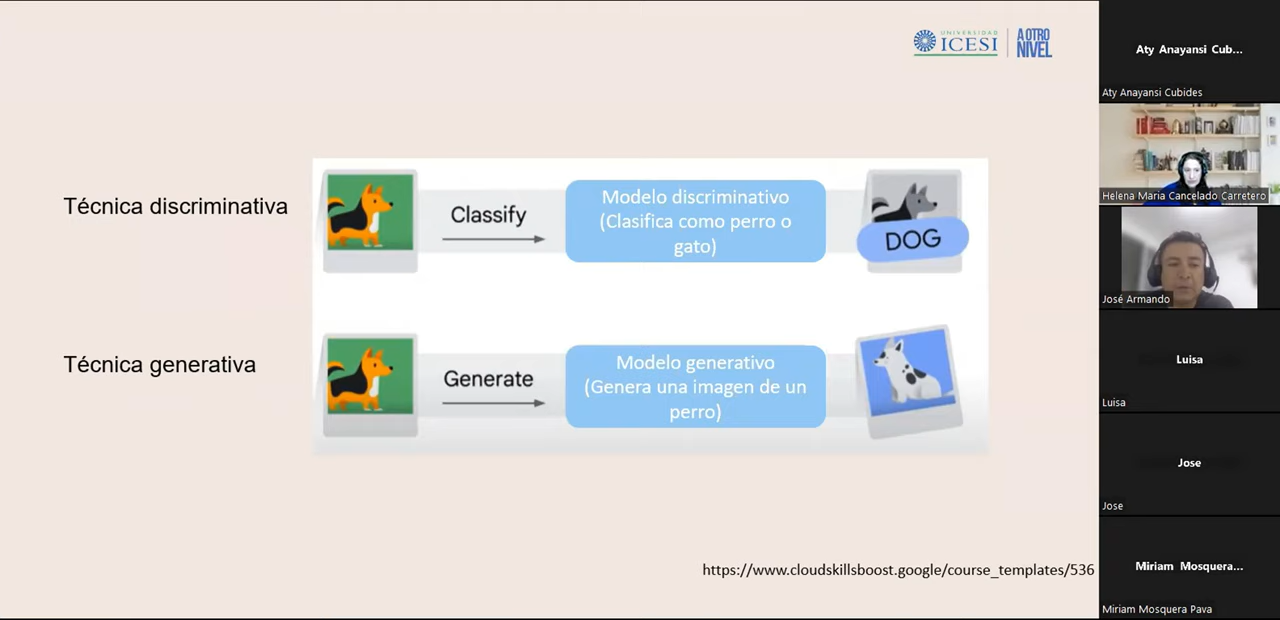 UNIVERSIDAD
ICESI
A OTRO
NIVEL
Técnica discriminativa
Classify
Modelo discriminativo
(Clasifica como perro o
gato)
DOG
Técnica generativa
Generate
Modelo generativo
(Genera una imagen de un
perro)
https://www.cloudskillsboost.google/course_templates/536
Aty Anayansi Cub...
Aty Anayansi Cubides
Helena Maria Cancelado Carretero
José Armando
Luisa
Luisa
Jose
Jose
Miriam Mosquera...
Miriam Mosquera Pava